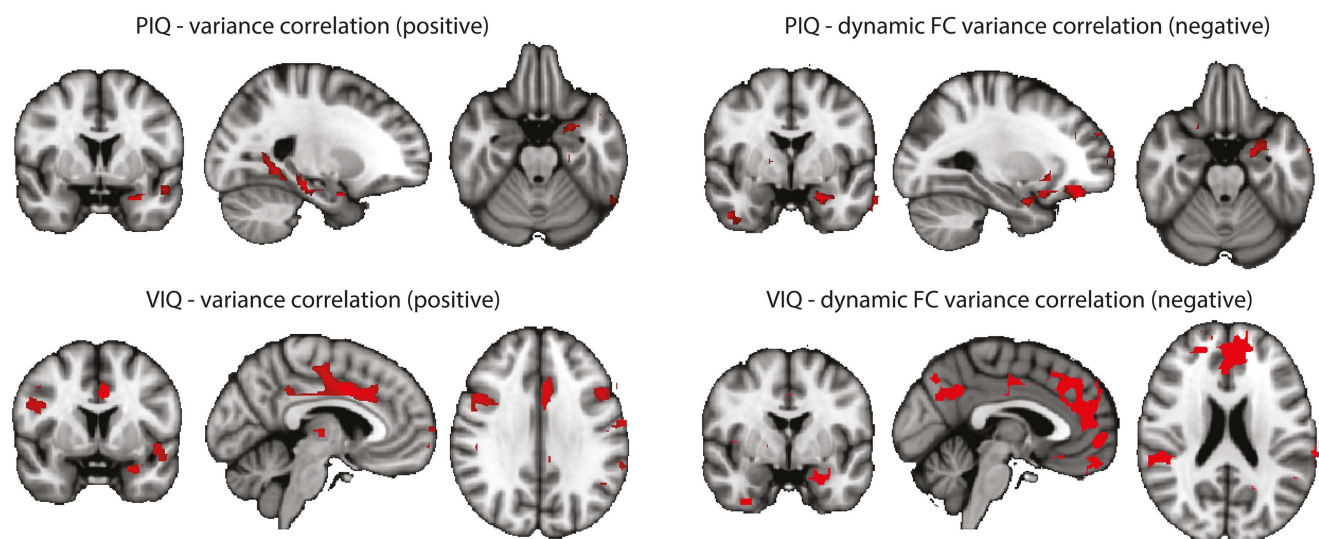 PIQ - variance correlation (positive)
PIQ - dynamic FC variance correlation (negative)
VIQ - variance correlation (positive)
VIQ - dynamic FC variance correlation (negative)